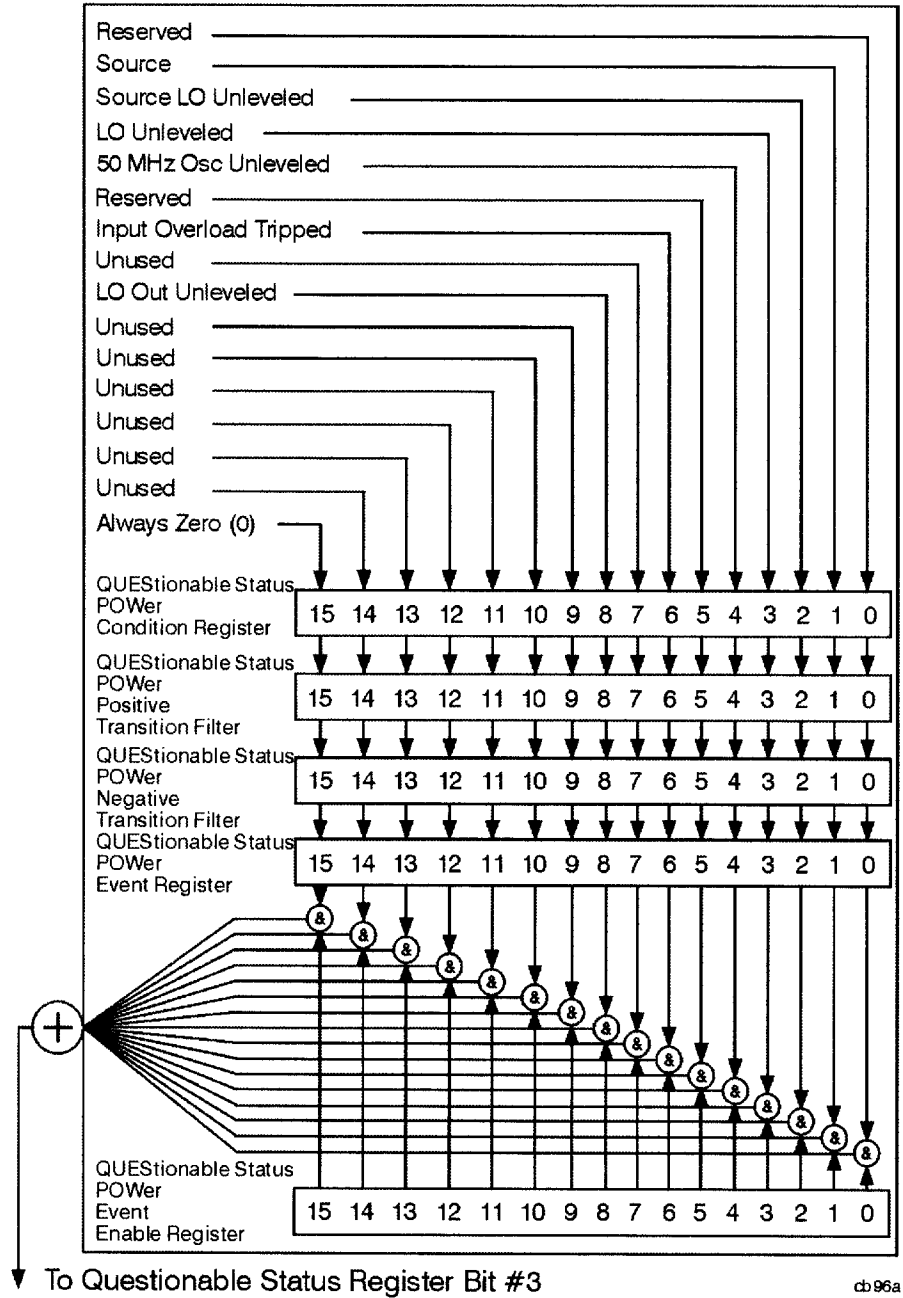 Reserved
Source
Source LO Unleveled
LO Unleveled
50 MHz Osc Unleveled
Reserved
Input Overload Tripped
Unused
LO Out Unleveled
Unused
Unused
Unused
Unused
Unused
Unused
Always Zero (0)
QUEStionable Status
POWer
Condition Register
15 14 13 12 11 10 9 8 7 6 5 4 3 2 1 0
QUEStionable Status
POWer
Positive
Transition Filter
15 14 13 12 11 10 9 8 7 6 5 4 3 2 1 0
QUEStionable Status
POWer
Negative
Transition Filter
15 14 13 12 11 10 9 8 7 6 5 4 3 2 1 0
QUEStionable Status
POWer
Event Register
15 14 13 12 11 10 9 8 7 6 5 4 3 2 1 0
& & & & & & & & & & & & & & & &
+
QUEStionable Status
POWer
Event
Enable Register
15 14 13 12 11 10 9 8 7 6 5 4 3 2 1 0
To Questionable Status Register Bit #3
cb96a